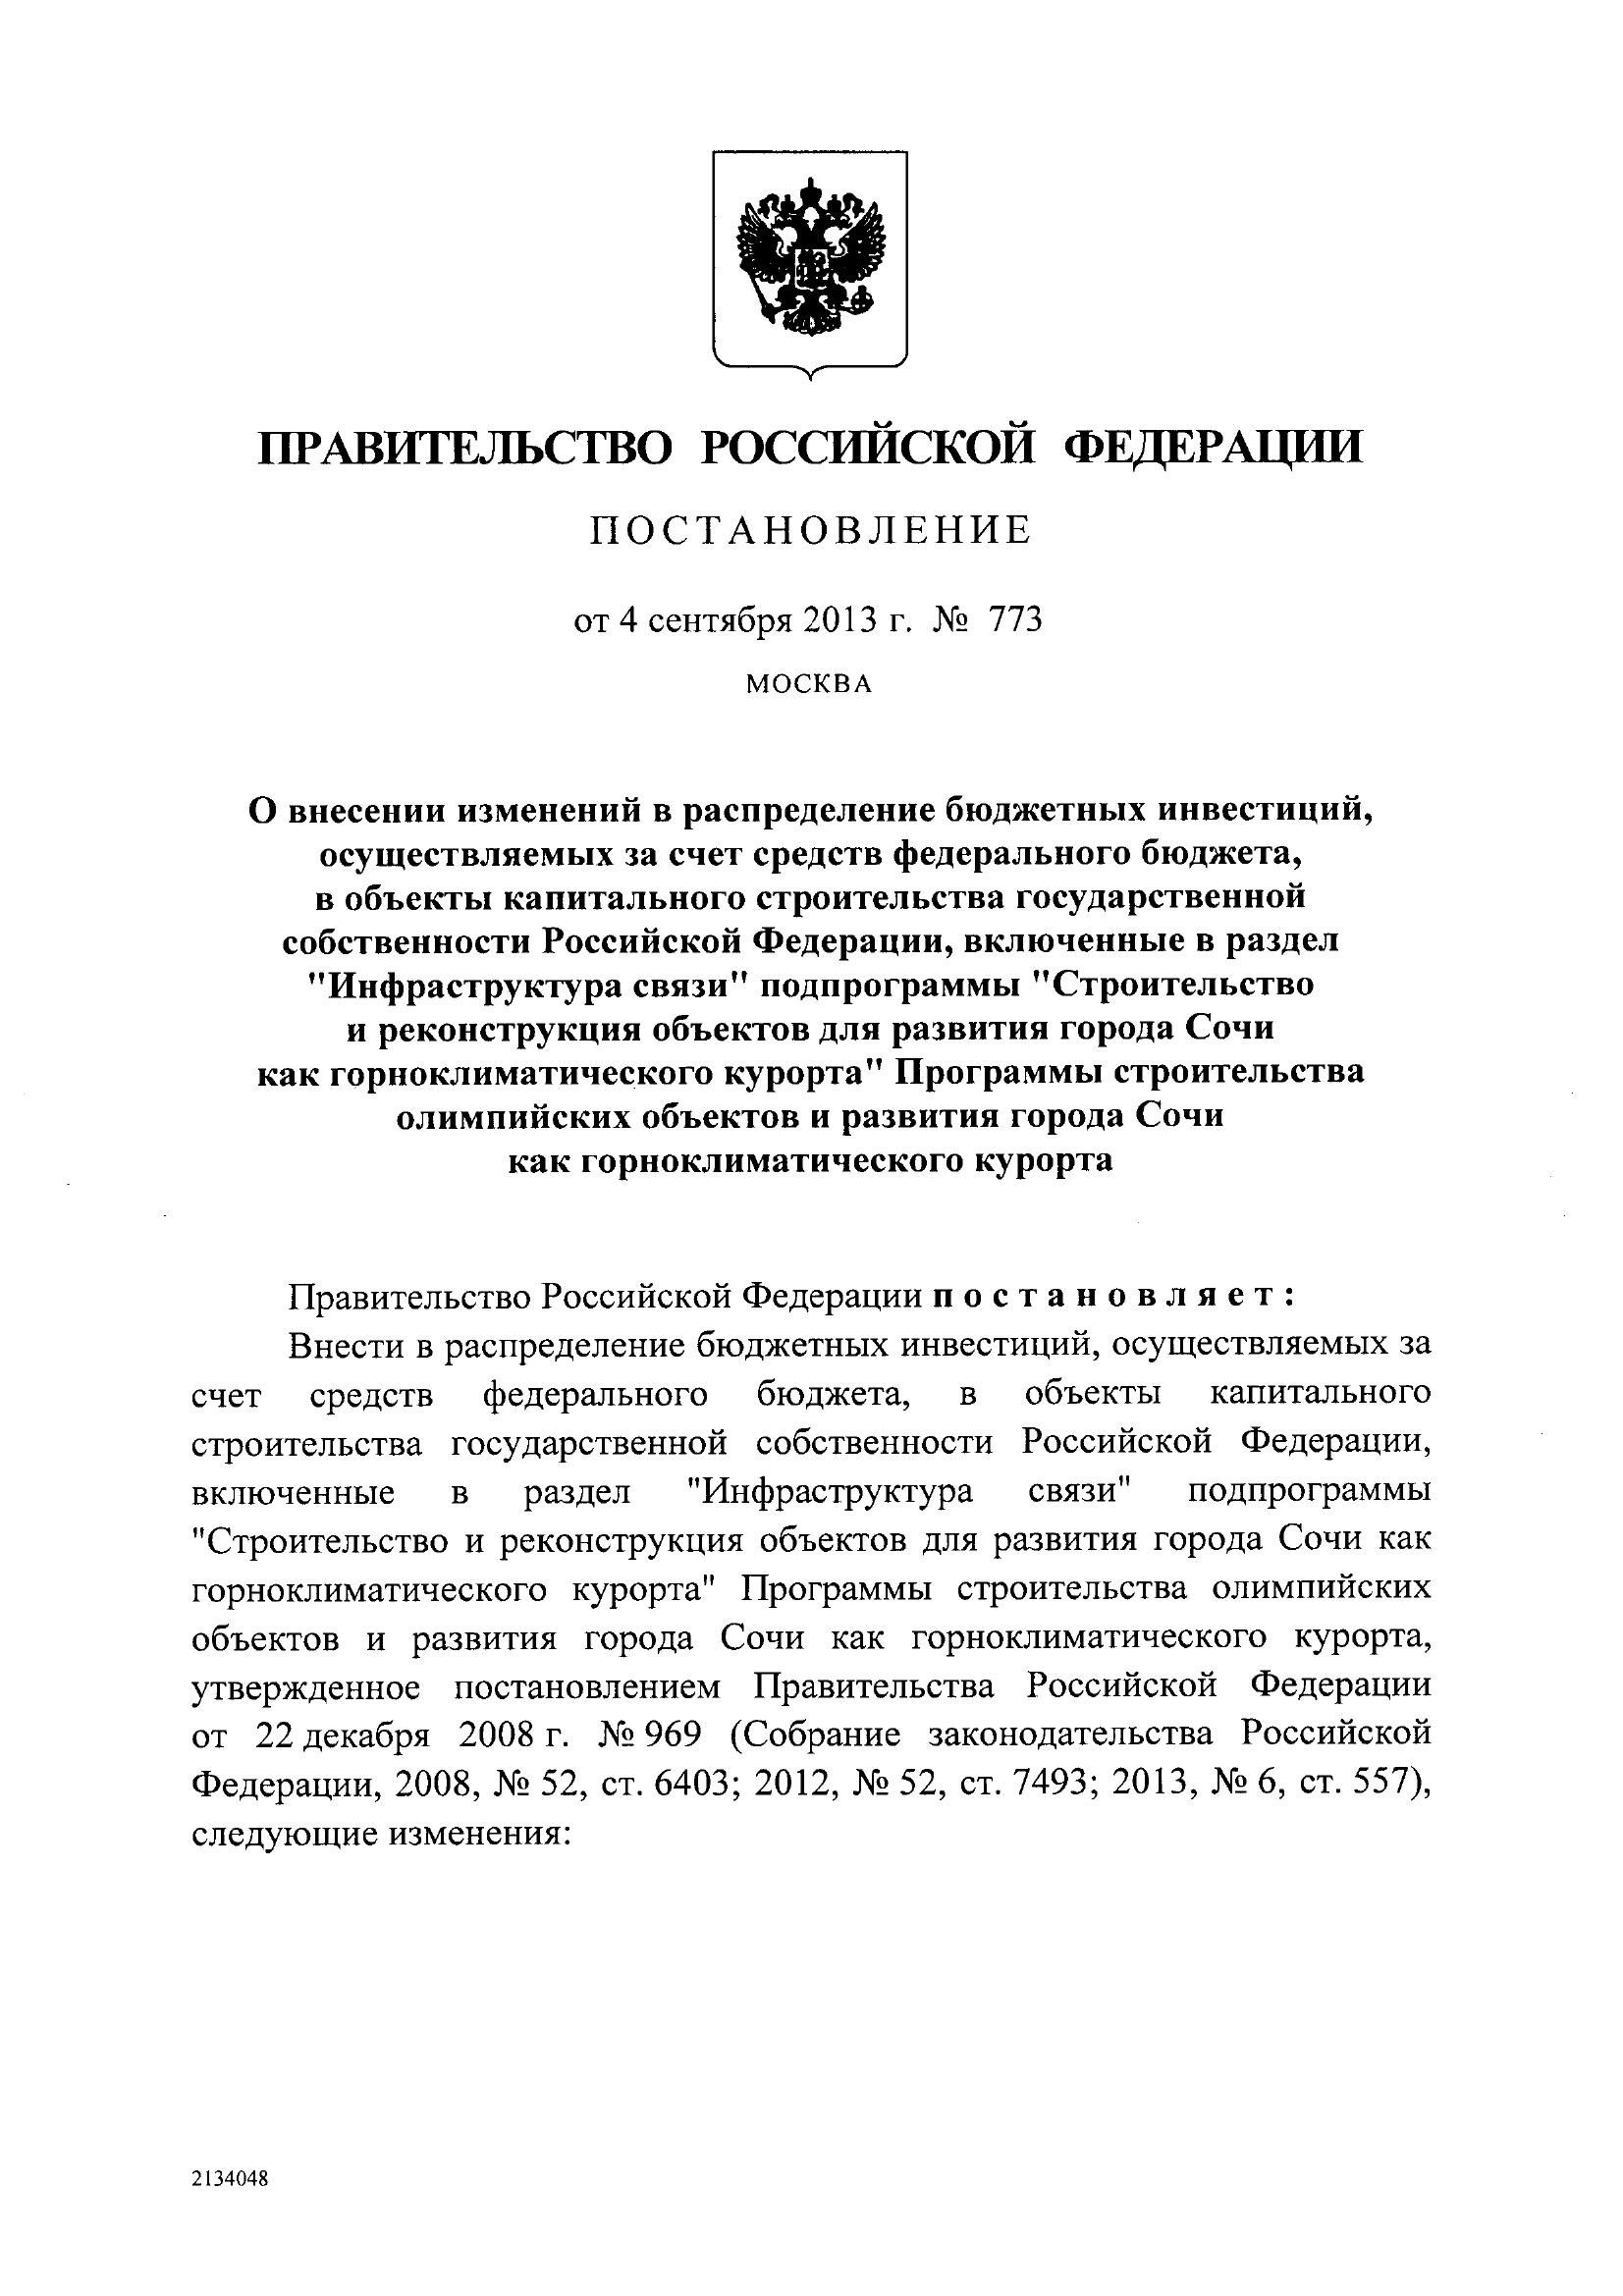 ПРАВИТЕЛЬСТВО РОССИЙСКОЙ ФЕДЕРАЦИИ
ПОСТАНОВЛЕНИЕ
от 4 сентября 2013 г. № 773
МОСКВА
О внесении изменений в распределение бюджетных инвестиций,
осуществляемых за счет средств федерального бюджета,
в объекты капитального строительства государственной
собственности Российской Федерации, включенные в раздел
"Инфраструктура связи" подпрограммы "Строительство
и реконструкция объектов для развития города Сочи
как горноклиматического курорта" Программы строительства
олимпийских объектов и развития города Сочи
как горноклиматического курорта
Правительство Российской Федерации п о с т а н о в л я е т :
Внести в распределение бюджетных инвестиций, осуществляемых за
счет средств федерального бюджета, в объекты капитального
строительства государственной собственности Российской Федерации,
включенные в раздел "Инфраструктура связи" подпрограммы
"Строительство и реконструкция объектов для развития города Сочи как
горноклиматического курорта" Программы строительства олимпийских
объектов и развития города Сочи как горноклиматического курорта,
утвержденное постановлением Правительства Российской Федерации
от 22 декабря 2008 г. № 969 (Собрание законодательства Российской
Федерации, 2008, № 52, ст. 6403; 2012, № 52, ст. 7493; 2013, № 6, ст. 557),
следующие изменения:
2134048